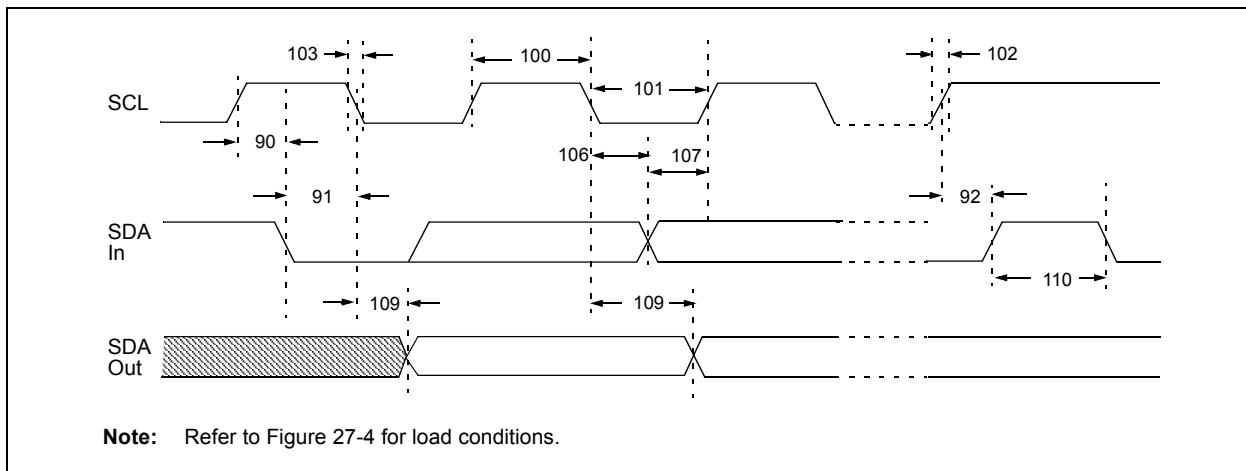 103
100
102
SCL
101
90
106
107
91
92
SDA
In
110
109
109
SDA
Out
Note: Refer to Figure 27-4 for load conditions.